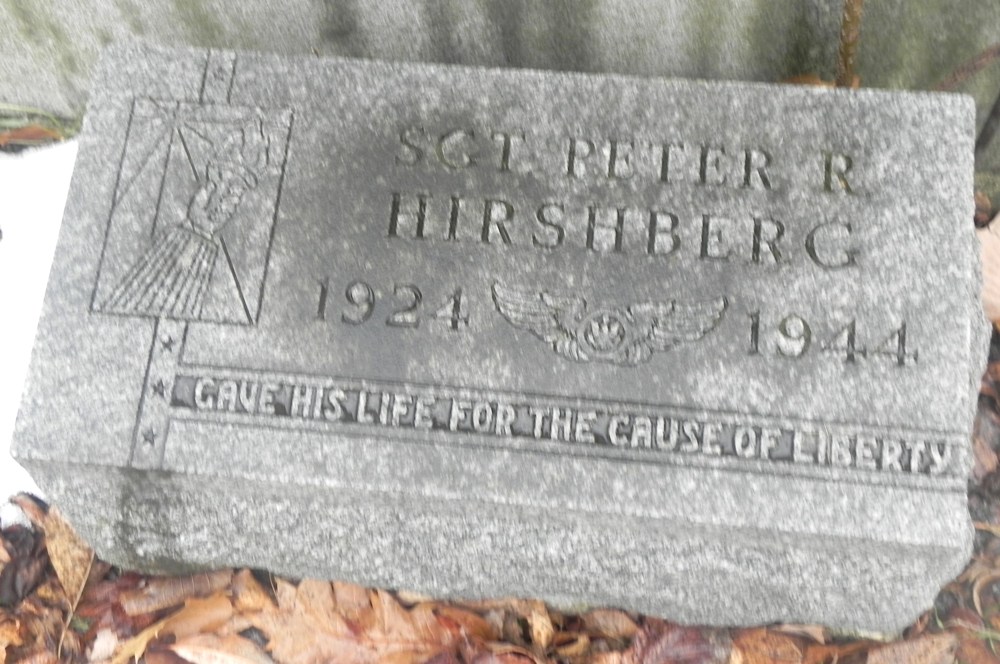 SGT. PETER R
HIRSHBERG
1924 1944
GAVE HIS LIFE FOR THE CAUSE OF LIBERTY